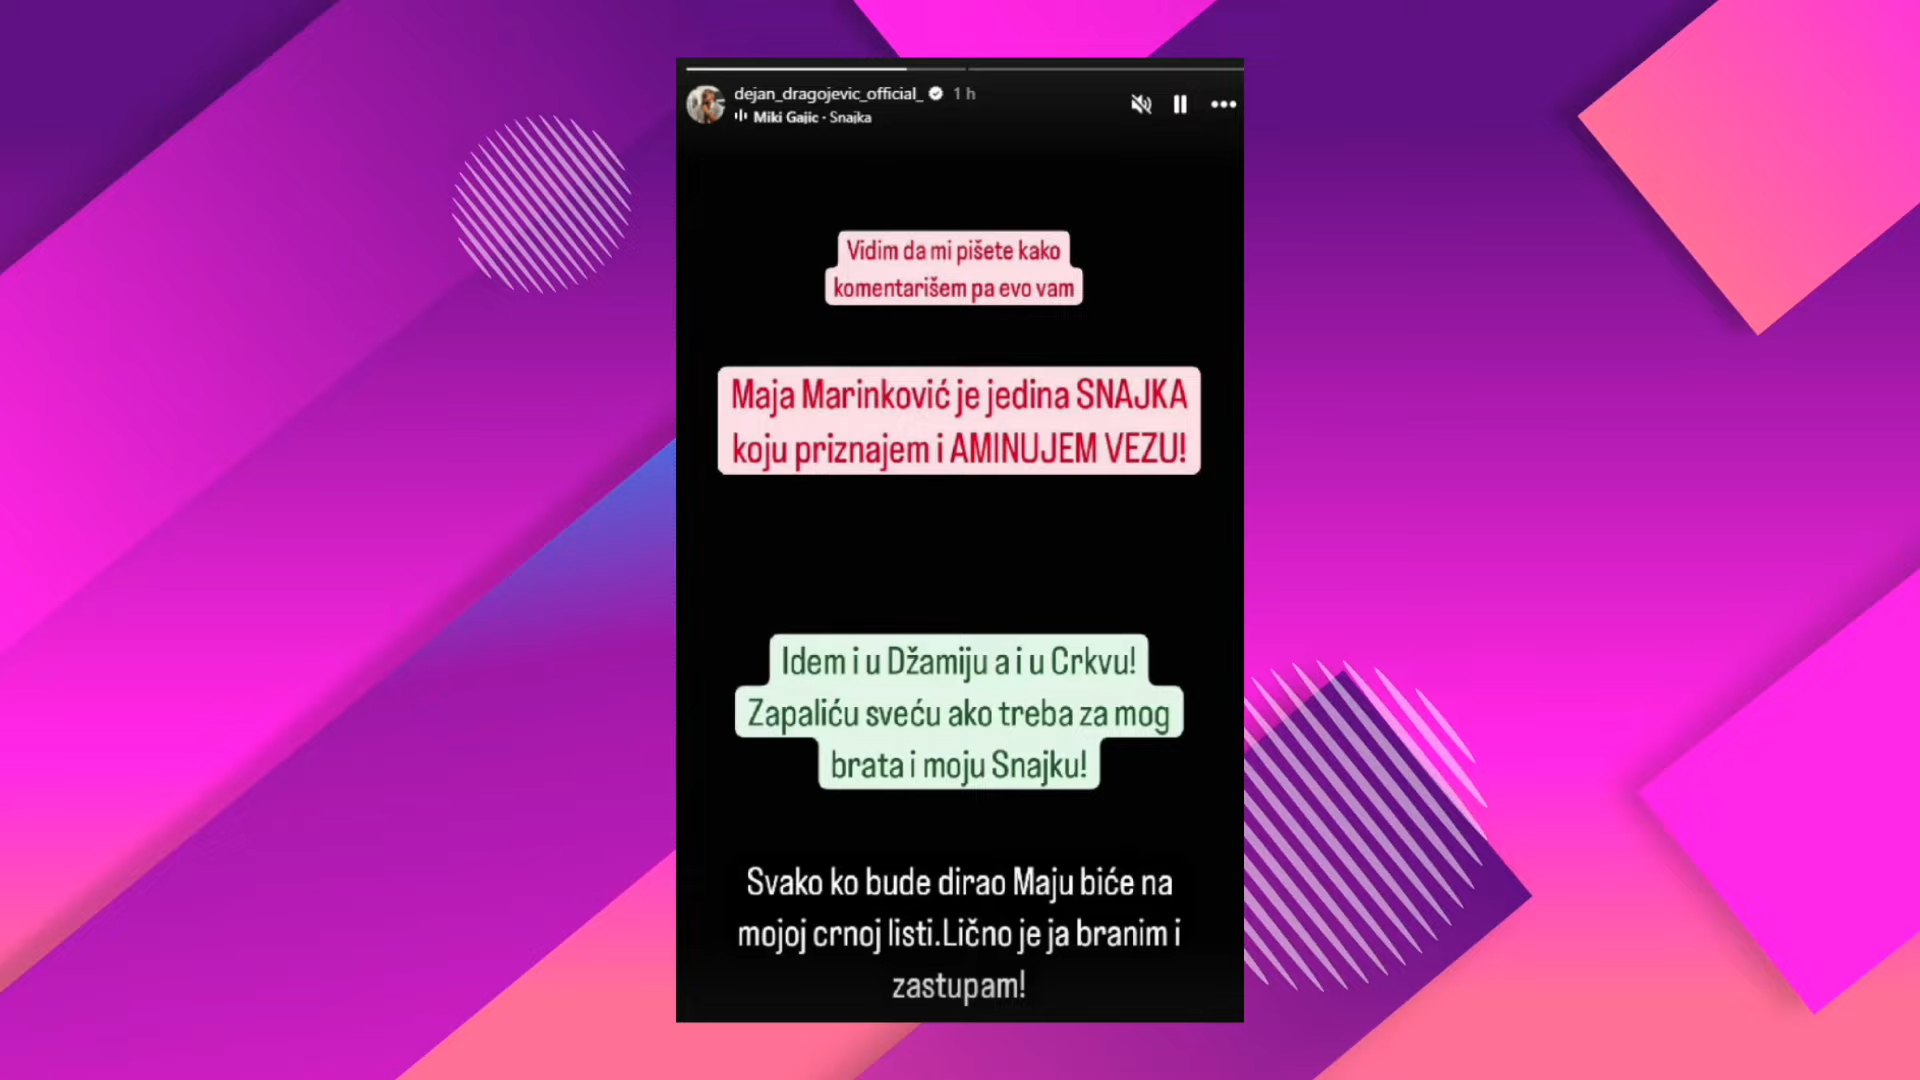 dejan_dragojevic_official_ 1 h
Miki Gajic · Snajka
Vidim da mi pišete kako
komentarišem pa evo vam
Maja Marinković je jedina SNAJKA
koju priznajem i AMINUJEM VEZU!
Idem i u Džamiju a i u Crkvu!
Zapaliću sveću ako treba za mog
brata i moju Snajku!
Svako ko bude dirao Maju biće na
mojoj crnoj listi.Lično je ja branim i
zastupam!